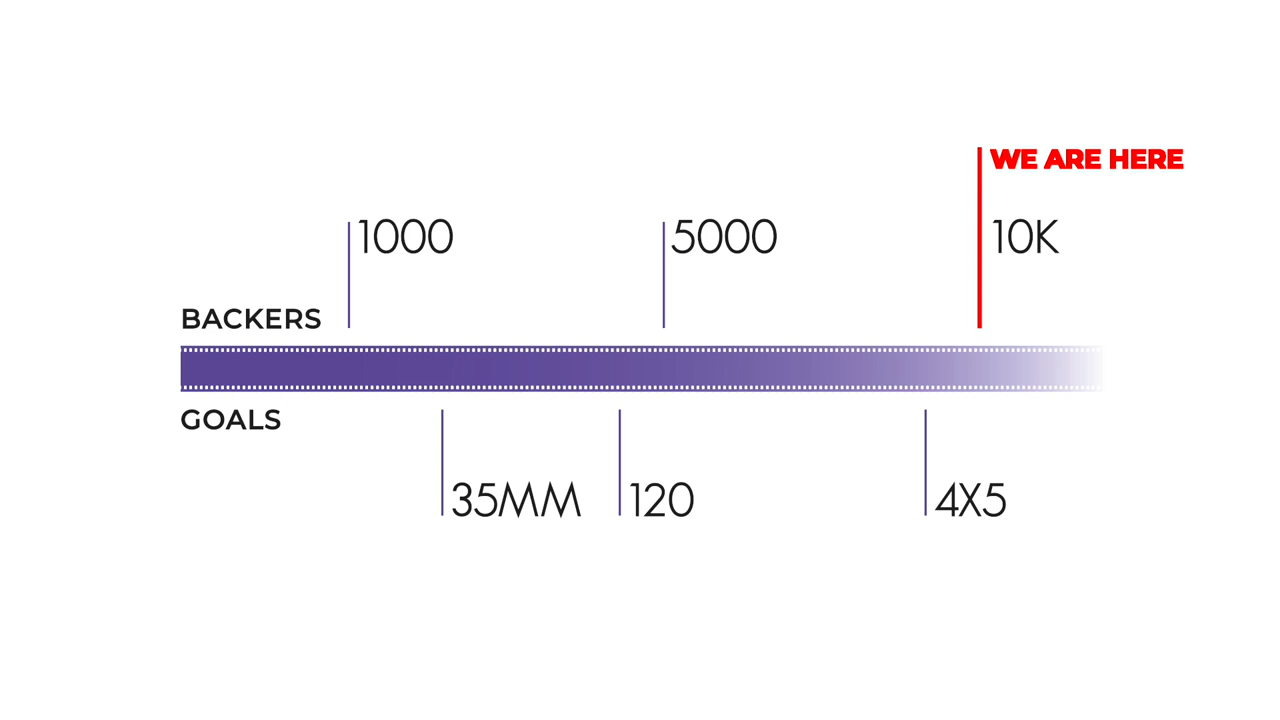 WE ARE HERE
1000 5000 10K
BACKERS
GOALS
35MM 120 4X5